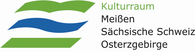 Kulturraum
Meißen
Sächsische Schweiz
Osterzgebirge